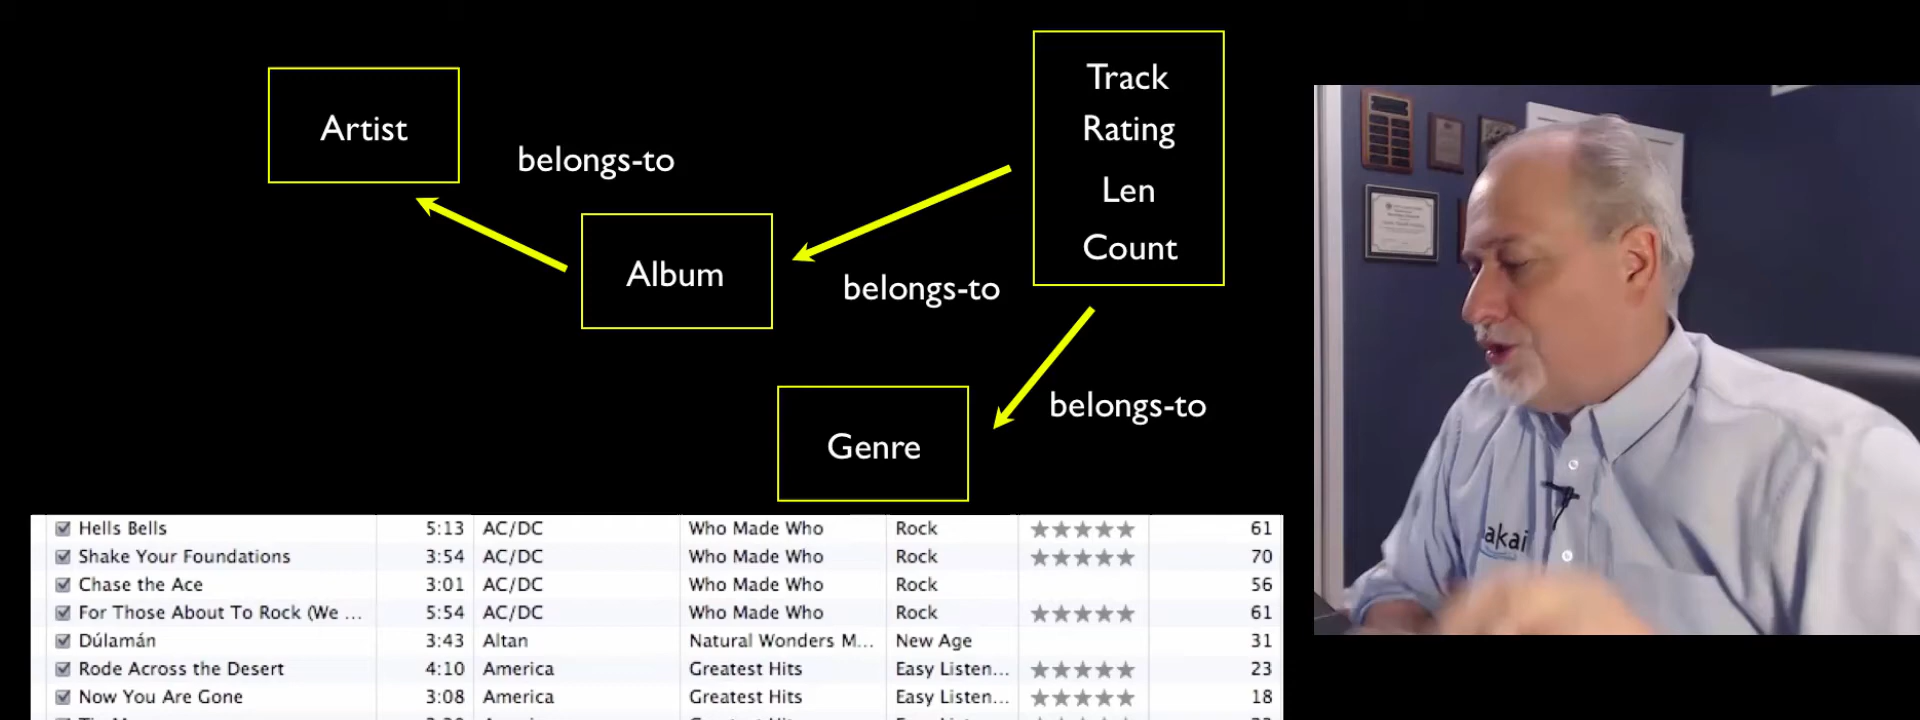 Artist
belongs-to
Album
belongs-to
Track
Rating
Len
Count
belongs-to
Genre
Hells Bells 5:13 AC/DC Who Made Who Rock ★★★★★ 61
Shake Your Foundations 3:54 AC/DC Who Made Who Rock ★★★★★ 70
Chase the Ace 3:01 AC/DC Who Made Who Rock 56
For Those About To Rock (We ... 5:54 AC/DC Who Made Who Rock ★★★★★ 61
Dúlamán 3:43 Altan Natural Wonders M... New Age 31
Rode Across the Desert 4:10 America Greatest Hits Easy Listen... ★★★★★ 23
Now You Are Gone 3:08 America Greatest Hits Easy Listen... ★★★★★ 18
akai